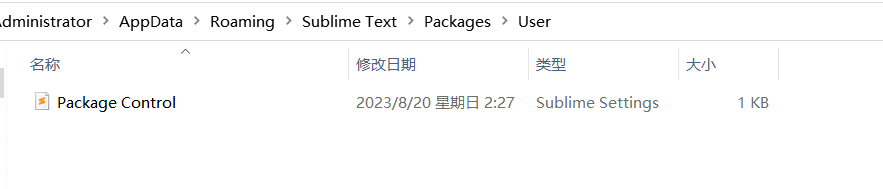 Administrator > AppData > Roaming > Sublime Text > Packages > User
名称 修改日期 类型 大小
Package Control 2023/8/20 星期日 2:27 Sublime Settings 1 KB